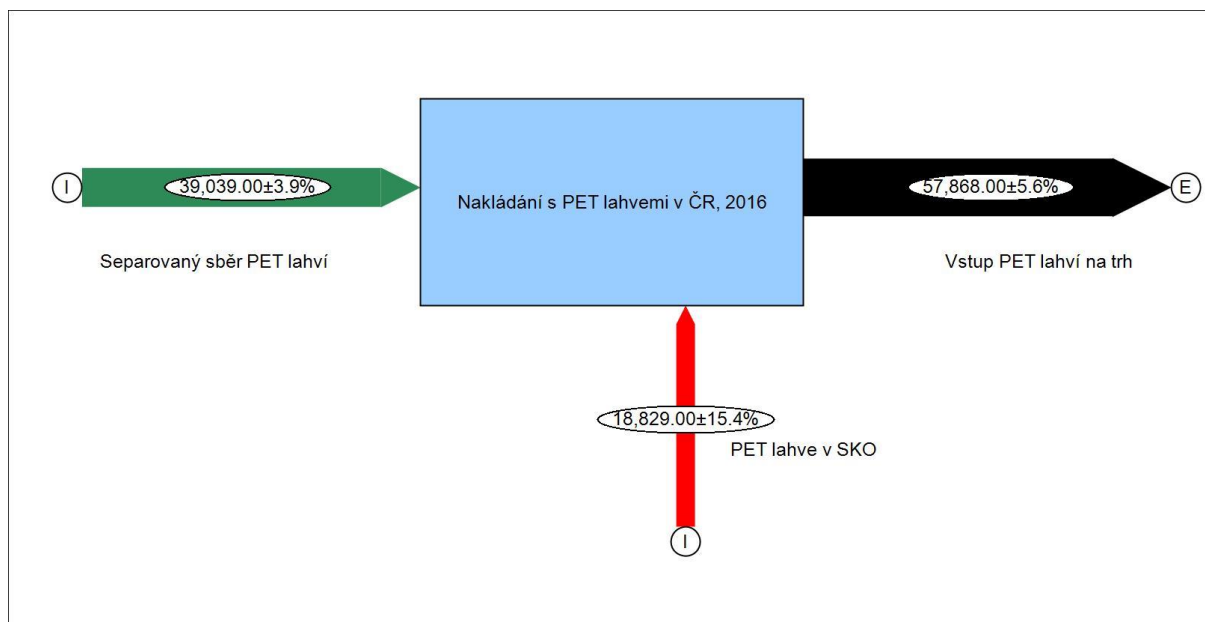 I
39,039.00±3.9%
Nakládání s PET lahvemi v ČR, 2016
57,868.00±5.6%
E
Separovaný sběr PET lahví
Vstup PET lahví na trh
18,829.00±15.4%
PET lahve v SKO
I